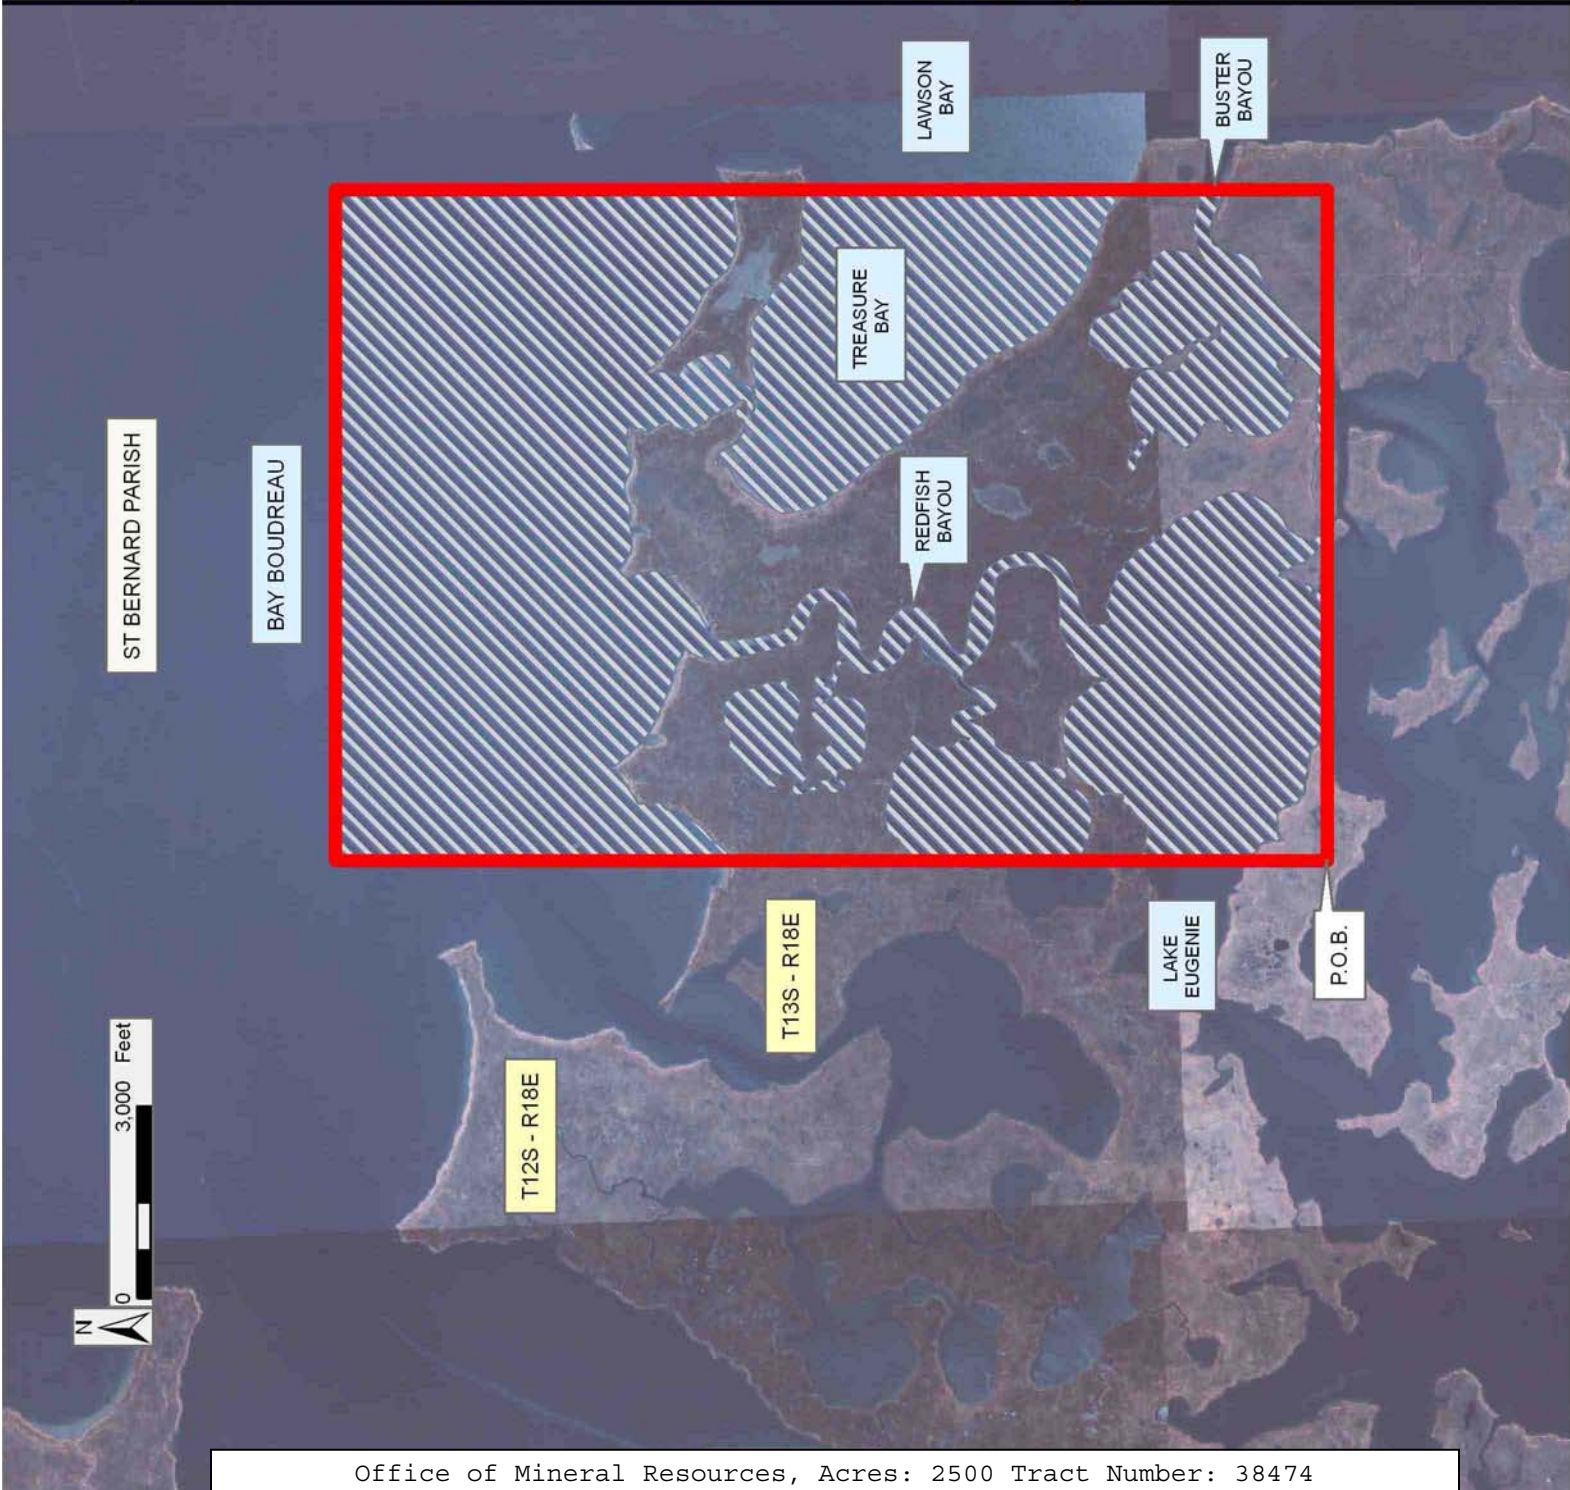 ST BERNARD PARISH
BAY BOUDREAU
LAWSON
BAY
BUSTER
BAYOU
TREASURE
BAY
REDFISH
BAYOU
T13S - R18E
T12S - R18E
LAKE
EUGENIE
P.O.B.
N
0 3,000 Feet
Office of Mineral Resources, Acres: 2500 Tract Number: 38474